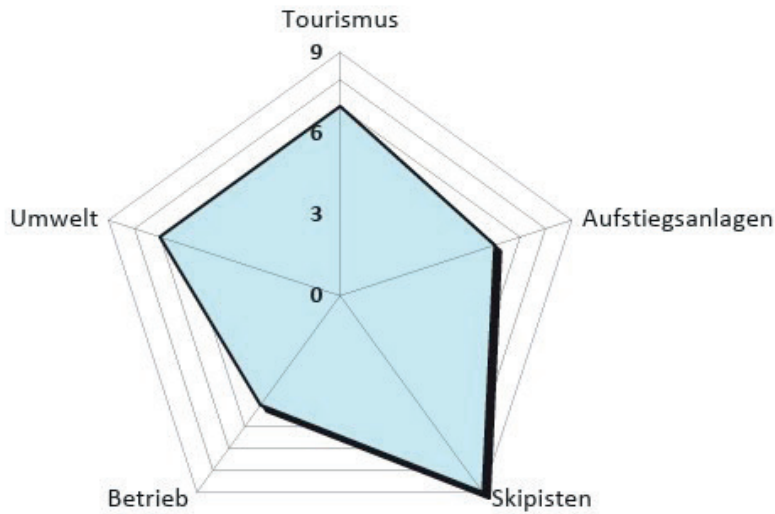 Tourismus
9
6
3
0
Umwelt
Aufstiegsanlagen
Betrieb
Skipisten